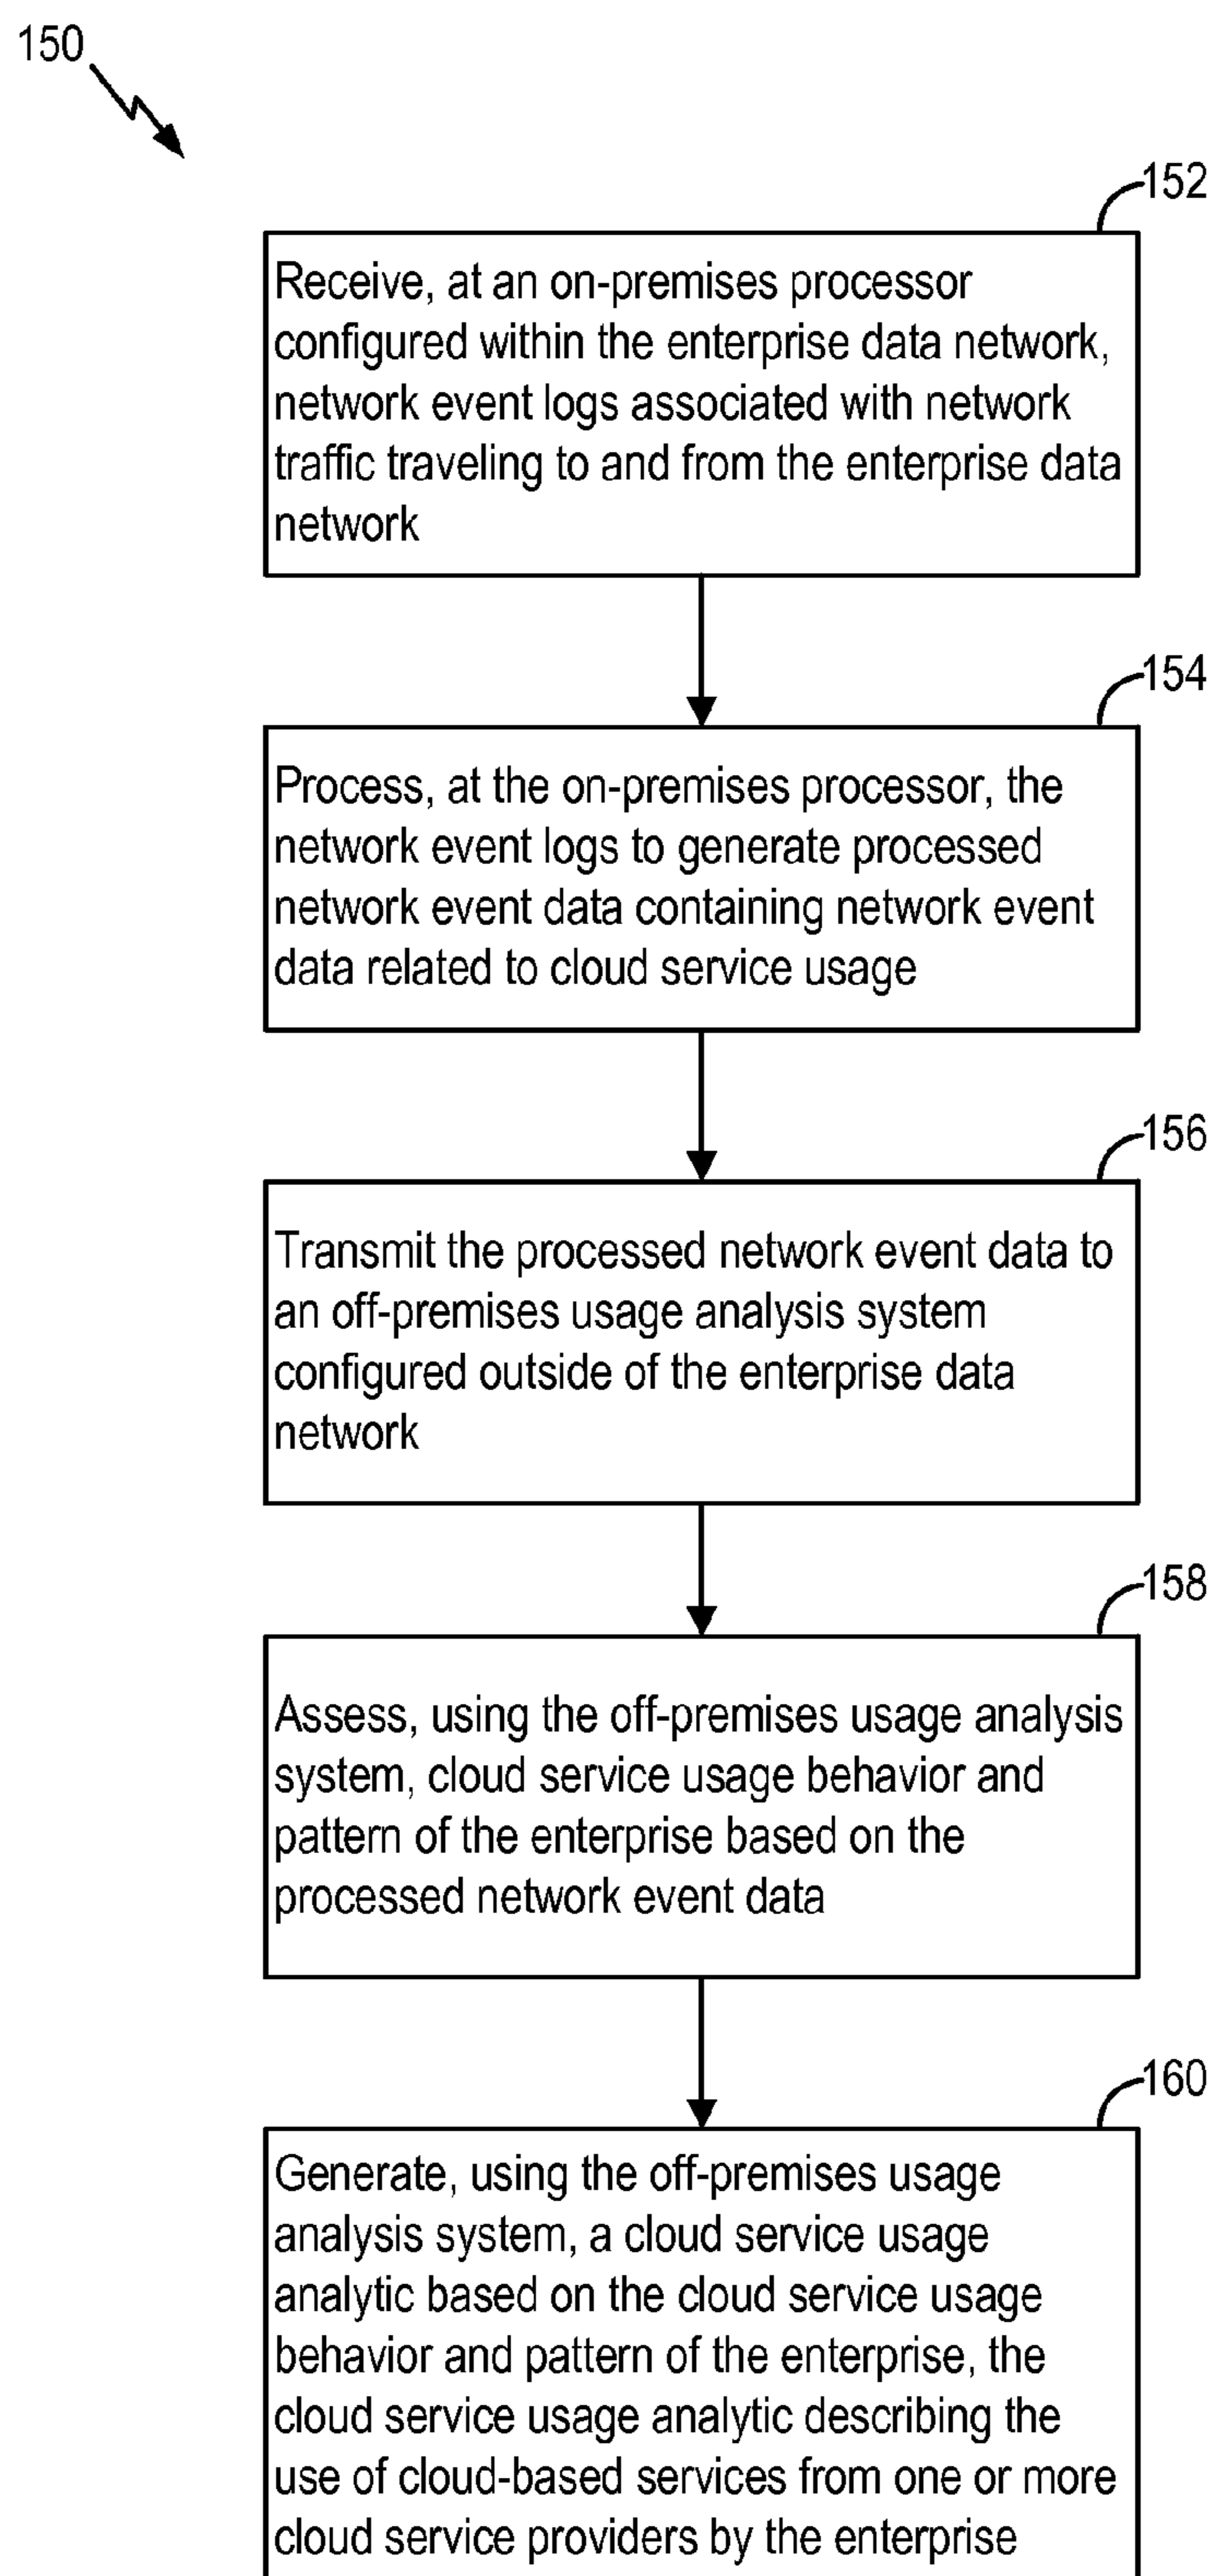 150
152
Receive, at an on-premises processor
configured within the enterprise data network,
network event logs associated with network
traffic traveling to and from the enterprise data
network
154
Process, at the on-premises processor, the
network event logs to generate processed
network event data containing network event
data related to cloud service usage
156
Transmit the processed network event data to
an off-premises usage analysis system
configured outside of the enterprise data
network
158
Assess, using the off-premises usage analysis
system, cloud service usage behavior and
pattern of the enterprise based on the
processed network event data
160
Generate, using the off-premises usage
analysis system, a cloud service usage
analytic based on the cloud service usage
behavior and pattern of the enterprise, the
cloud service usage analytic describing the
use of cloud-based services from one or more
cloud service providers by the enterprise